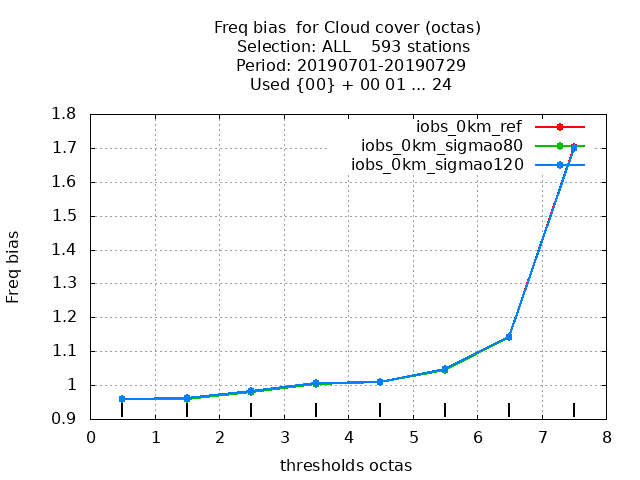 Freq bias  for Cloud cover (octas)
Selection: ALL    593 stations
Period: 20190701-20190729
Used {00} + 00 01 ... 24
iobs_0km_ref
iobs_0km_sigmao80
iobs_0km_sigmao120
Freq bias
1.8
1.7
1.6
1.5
1.4
1.3
1.2
1.1
1
0.9
0 1 2 3 4 5 6 7 8
thresholds octas